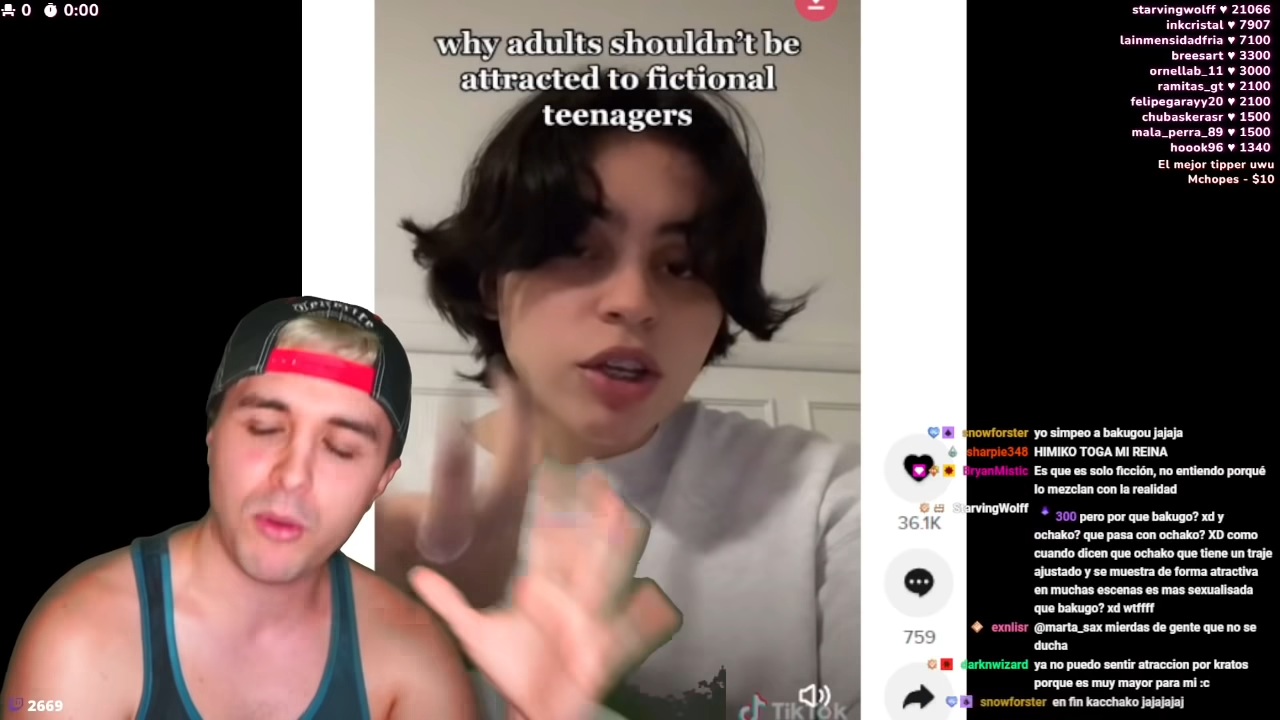 0 0:00
why adults shouldn't be
attracted to fictional
teenagers
starvingwolff ♥ 21066
inkcristal ♥ 7907
lainmensidadfria ♥ 7100
breesart ♥ 3300
ornellab_11 ♥ 3000
ramitas_gt ♥ 2100
felipegarayy20 ♥ 2100
chubaskerasr ♥ 1500
mala_perra_89 ♥ 1500
hoook96 ♥ 1340
El mejor tipper uwu
Mchopes - $10
36.1K
759
TikTok
snowforster yo simpeo a bakugou jajaja
sharpie348 HIMIKO TOGA MI REINA
BryanMistic Es que es solo ficción, no entiendo porqué
lo mezclan con la realidad
StarvingWolff 300 pero por que bakugo? xd y
ochako? que pasa con ochako? XD como
cuando dicen que ochako que tiene un traje
ajustado y se muestra de forma atractiva
en muchas escenas es mas sexualisada
que bakugo? xd wtffff
exnlisr @marta_sax mierdas de gente que no se
ducha
darknwizard ya no puedo sentir atraccion por kratos
porque es muy mayor para mi :c
snowforster en fin kacchako jajajajaj
2669